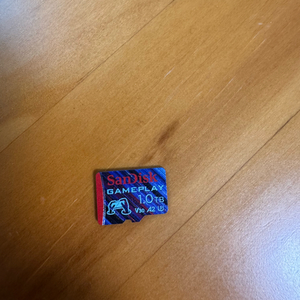 SanDisk
GAMEPLAY
1.0TB
V30 A2 U3